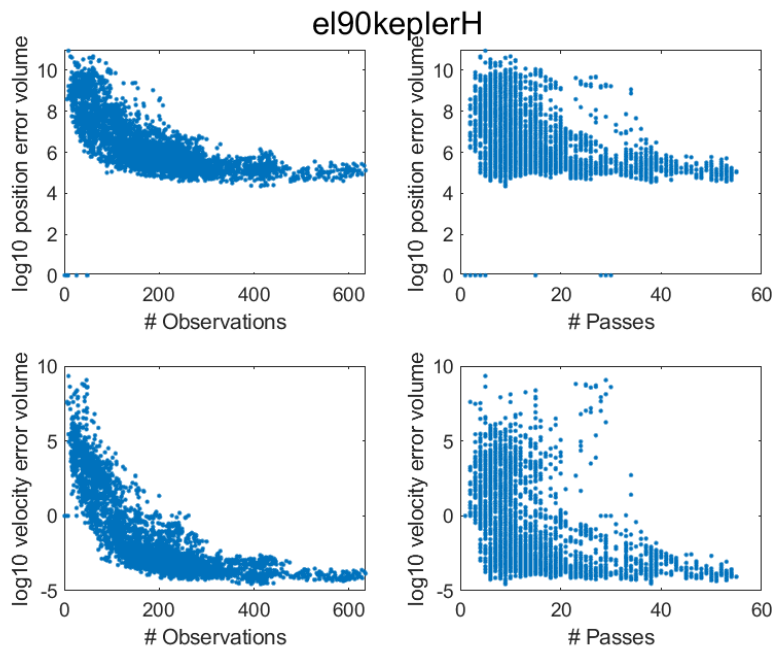 el90keplerH
log10 position error volume
10
8
6
4
2
0
0 200 400 600
# Observations
log10 position error volume
10
8
6
4
2
0
0 20 40 60
# Passes
log10 velocity error volume
10
5
0
-5
0 200 400 600
# Observations
log10 velocity error volume
10
5
0
-5
0 20 40 60
# Passes